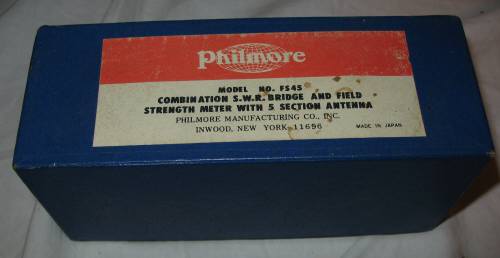 Philmore
MODEL NO. FS45
COMBINATION S.W.R. BRIDGE AND FIELD
STRENGTH METER WITH 5 SECTION ANTENNA
PHILMORE MANUFACTURING CO., INC.
INWOOD, NEW YORK 11696
MADE IN JAPAN